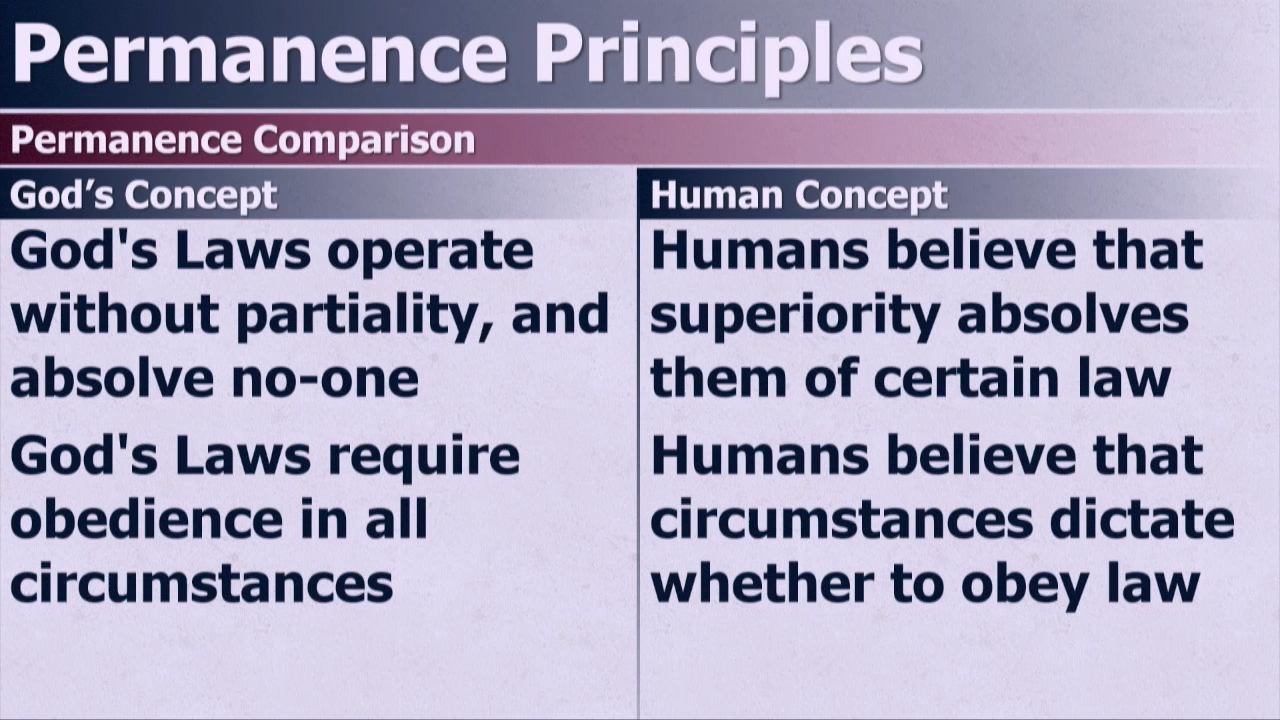 Permanence Principles
Permanence Comparison
God’s Concept
God's Laws operate
without partiality, and
absolve no-one
God's Laws require
obedience in all
circumstances
Human Concept
Humans believe that
superiority absolves
them of certain law
Humans believe that
circumstances dictate
whether to obey law